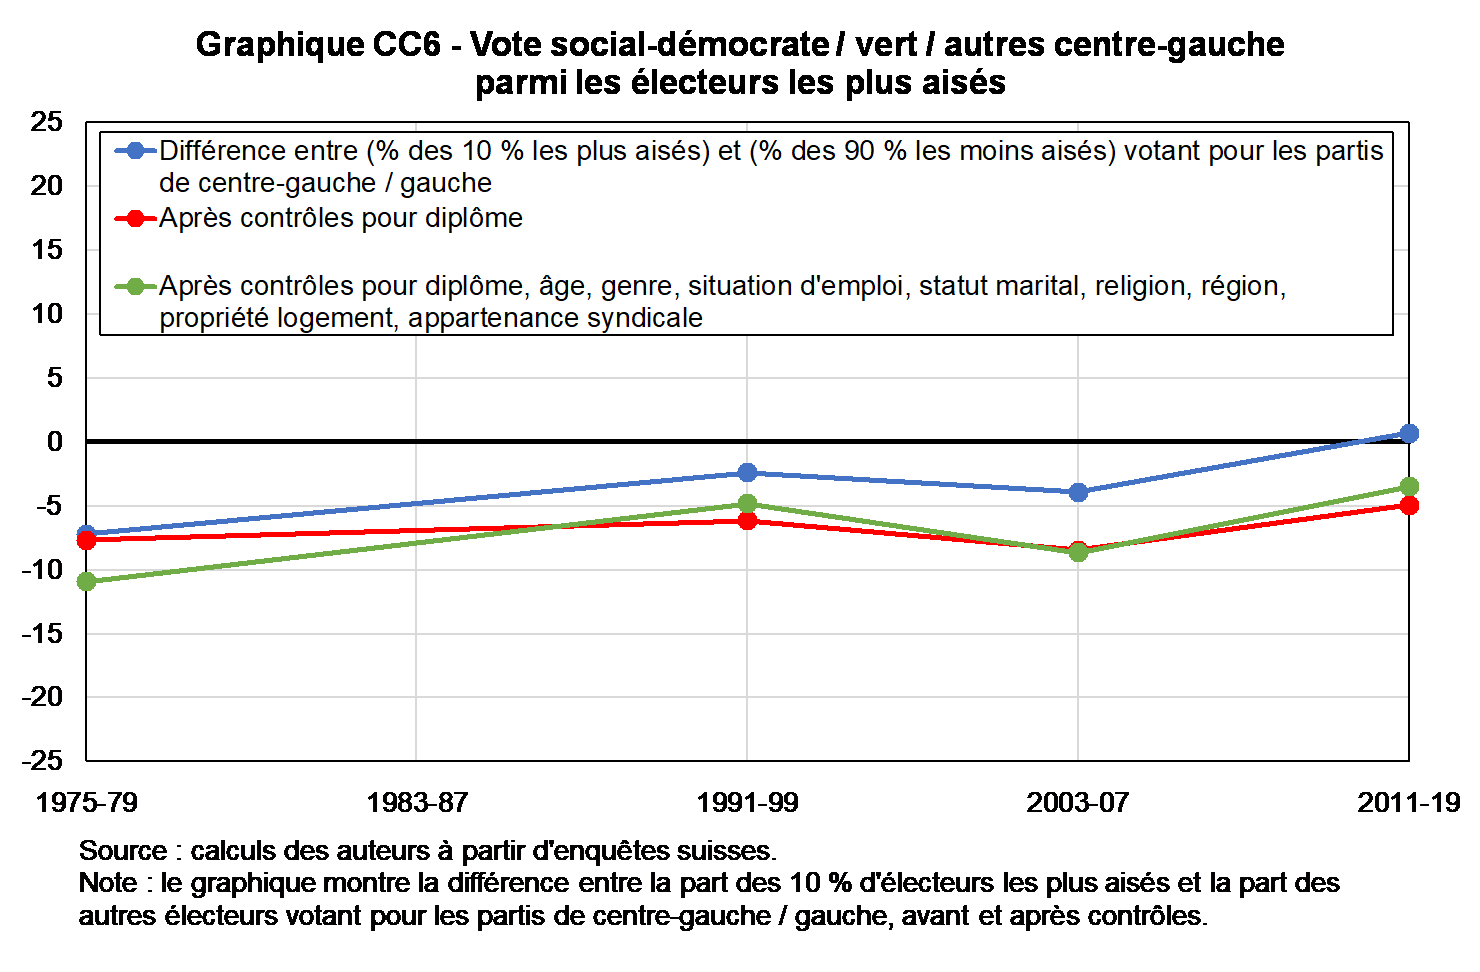 Graphique CC6 - Vote social-démocrate / vert / autres centre-gauche
parmi les électeurs les plus aisés
25
20
15
10
5
0
-5
-10
-15
-20
-25
Différence entre (% des 10 % les plus aisés) et (% des 90 % les moins aisés) votant pour les partis
de centre-gauche / gauche
Après contrôles pour diplôme
Après contrôles pour diplôme, âge, genre, situation d'emploi, statut marital, religion, région,
propriété logement, appartenance syndicale
1975-79 1983-87 1991-99 2003-07 2011-19
Source : calculs des auteurs à partir d'enquêtes suisses.
Note : le graphique montre la différence entre la part des 10 % d'électeurs les plus aisés et la part des
autres électeurs votant pour les partis de centre-gauche / gauche, avant et après contrôles.